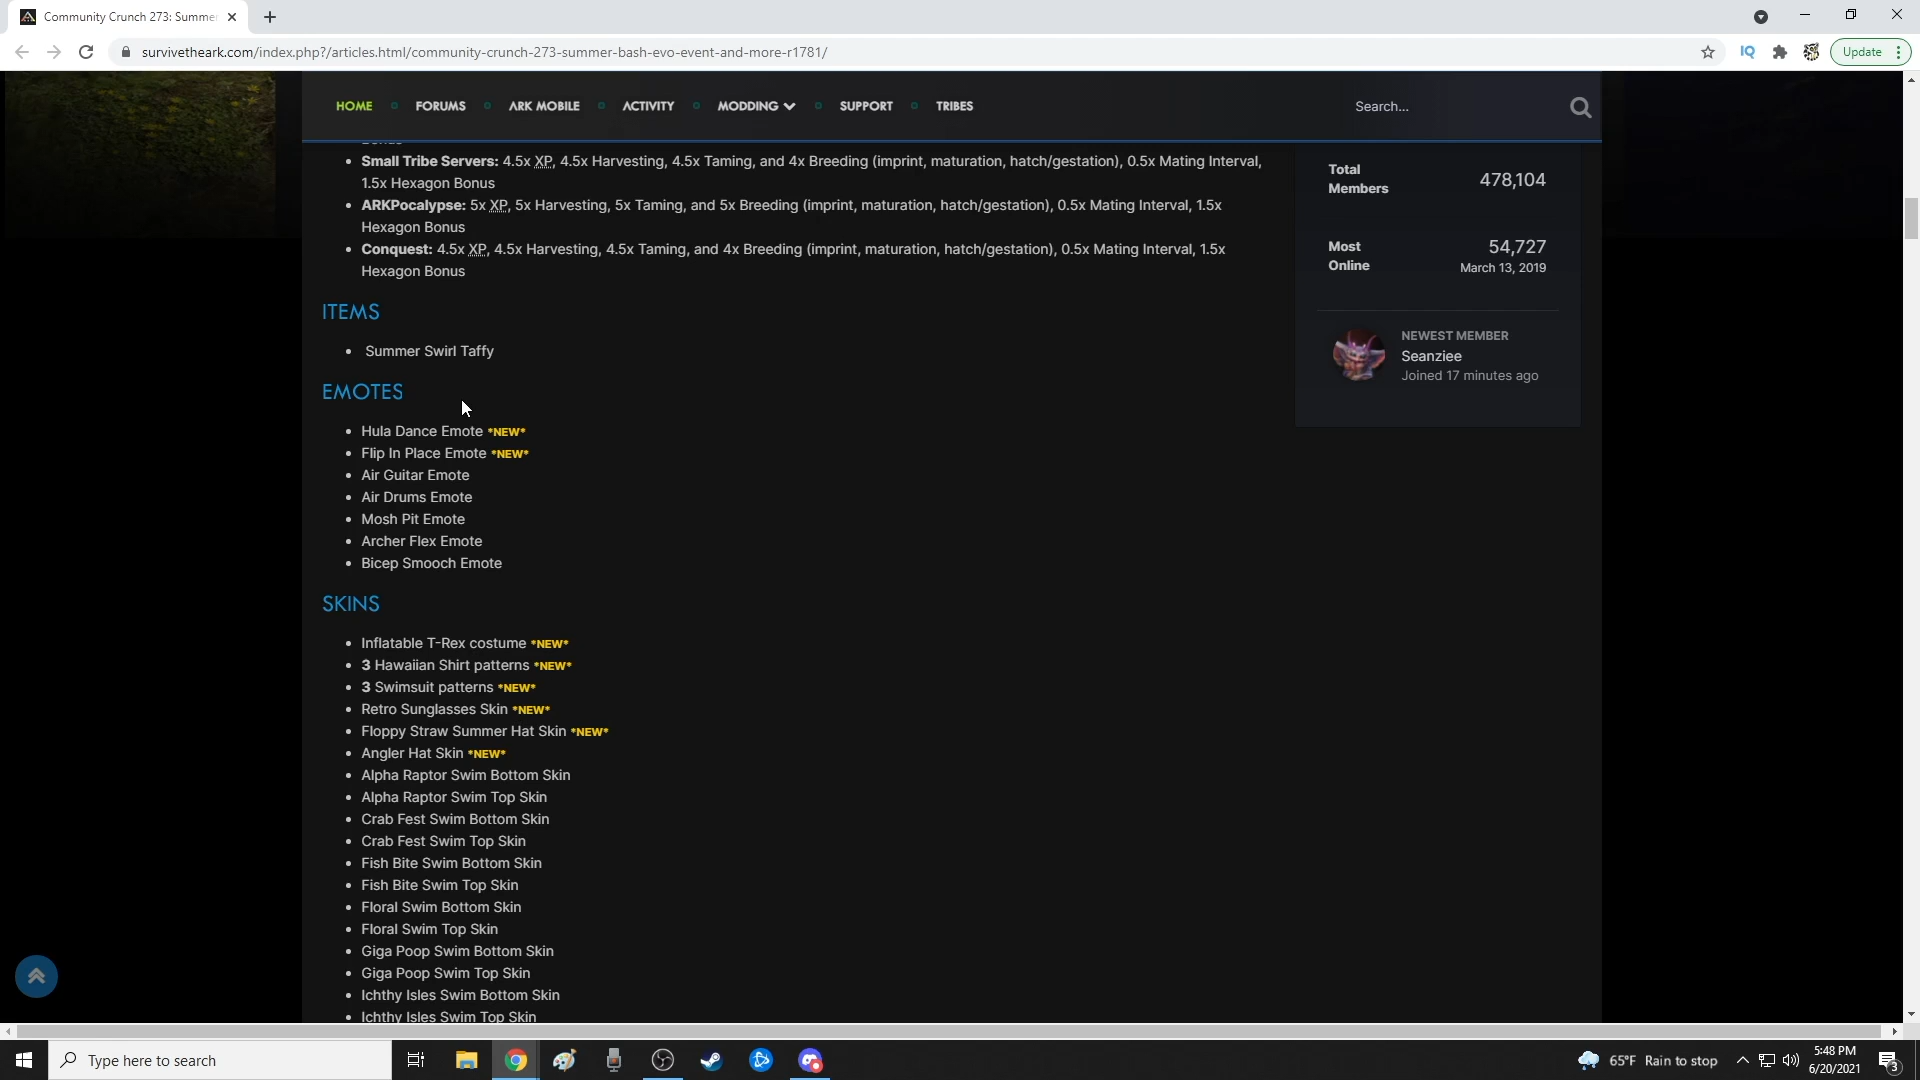 Community Crunch 273: Summe
survivetheark.com/index.php?/articles.html/community-crunch-273-summer-bash-evo-event-and-more-r1781/
IQ
Update
HOME
FORUMS
ARK MOBILE
ACTIVITY
MODDING
SUPPORT
TRIBES
Search...
Small Tribe Servers: 4.5x XP, 4.5x Harvesting, 4.5x Taming, and 4x Breeding (imprint, maturation, hatch/gestation), 0.5x Mating Interval,
1.5x Hexagon Bonus
ARKPocalypse: 5x XP, 5x Harvesting, 5x Taming, and 5x Breeding (imprint, maturation, hatch/gestation), 0.5x Mating Interval, 1.5x
Hexagon Bonus
Conquest: 4.5x XP, 4.5x Harvesting, 4.5x Taming, and 4x Breeding (imprint, maturation, hatch/gestation), 0.5x Mating Interval, 1.5x
Hexagon Bonus
ITEMS
Summer Swirl Taffy
EMOTES
Hula Dance Emote *NEW*
Flip In Place Emote *NEW*
Air Guitar Emote
Air Drums Emote
Mosh Pit Emote
Archer Flex Emote
Bicep Smooch Emote
SKINS
Inflatable T-Rex costume *NEW*
3 Hawaiian Shirt patterns *NEW*
3 Swimsuit patterns *NEW*
Retro Sunglasses Skin *NEW*
Floppy Straw Summer Hat Skin *NEW*
Angler Hat Skin *NEW*
Alpha Raptor Swim Bottom Skin
Alpha Raptor Swim Top Skin
Crab Fest Swim Bottom Skin
Crab Fest Swim Top Skin
Fish Bite Swim Bottom Skin
Fish Bite Swim Top Skin
Floral Swim Bottom Skin
Floral Swim Top Skin
Giga Poop Swim Bottom Skin
Giga Poop Swim Top Skin
Ichthy Isles Swim Bottom Skin
Ichthy Isles Swim Top Skin
Total
Members
478,104
Most
Online
54,727
March 13, 2019
NEWEST MEMBER
Seanziee
Joined 17 minutes ago
Type here to search
65°F Rain to stop
5:48 PM
6/20/2021
3